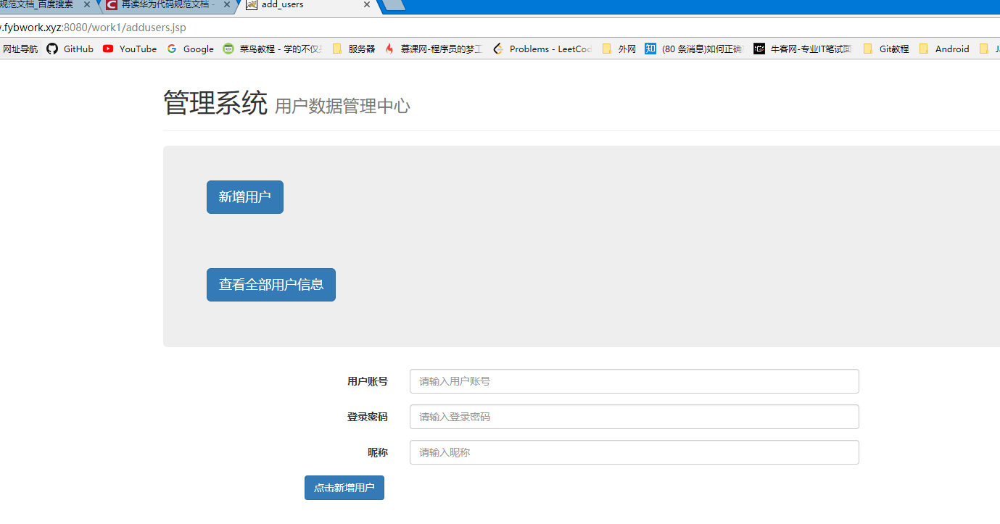 规范文档_百度搜索 再读华为代码规范文档 - add_users
.fybwork.xyz:8080/work1/addusers.jsp
网址导航 GitHub YouTube Google 菜鸟教程 - 学的不仅 服务器 慕课网-程序员的梦工 Problems - LeetCod 外网 知 (80 条消息)如何正确 牛客网-专业IT笔试面 Git教程 Android
管理系统 用户数据管理中心
新增用户
查看全部用户信息
用户账号 请输入用户账号
登录密码 请输入登录密码
昵称 请输入昵称
点击新增用户